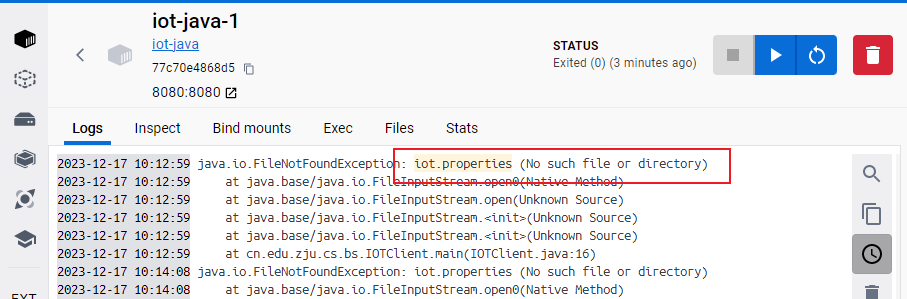 iot-java-1
iot-java
77c70e4868d5
8080:8080
STATUS
Exited (0) (3 minutes ago)
Logs Inspect Bind mounts Exec Files Stats
2023-12-17 10:12:59 java.io.FileNotFoundException: iot.properties (No such file or directory)
2023-12-17 10:12:59 at java.base/java.io.FileInputStream.open0(Native Method)
2023-12-17 10:12:59 at java.base/java.io.FileInputStream.open(Unknown Source)
2023-12-17 10:12:59 at java.base/java.io.FileInputStream.<init>(Unknown Source)
2023-12-17 10:12:59 at java.base/java.io.FileInputStream.<init>(Unknown Source)
2023-12-17 10:12:59 at cn.edu.zju.cs.bs.IOTClient.main(IOTClient.java:16)
2023-12-17 10:14:08 java.io.FileNotFoundException: iot.properties (No such file or directory)
2023-12-17 10:14:08 at java.base/java.io.FileInputStream.open0(Native Method)
EXT